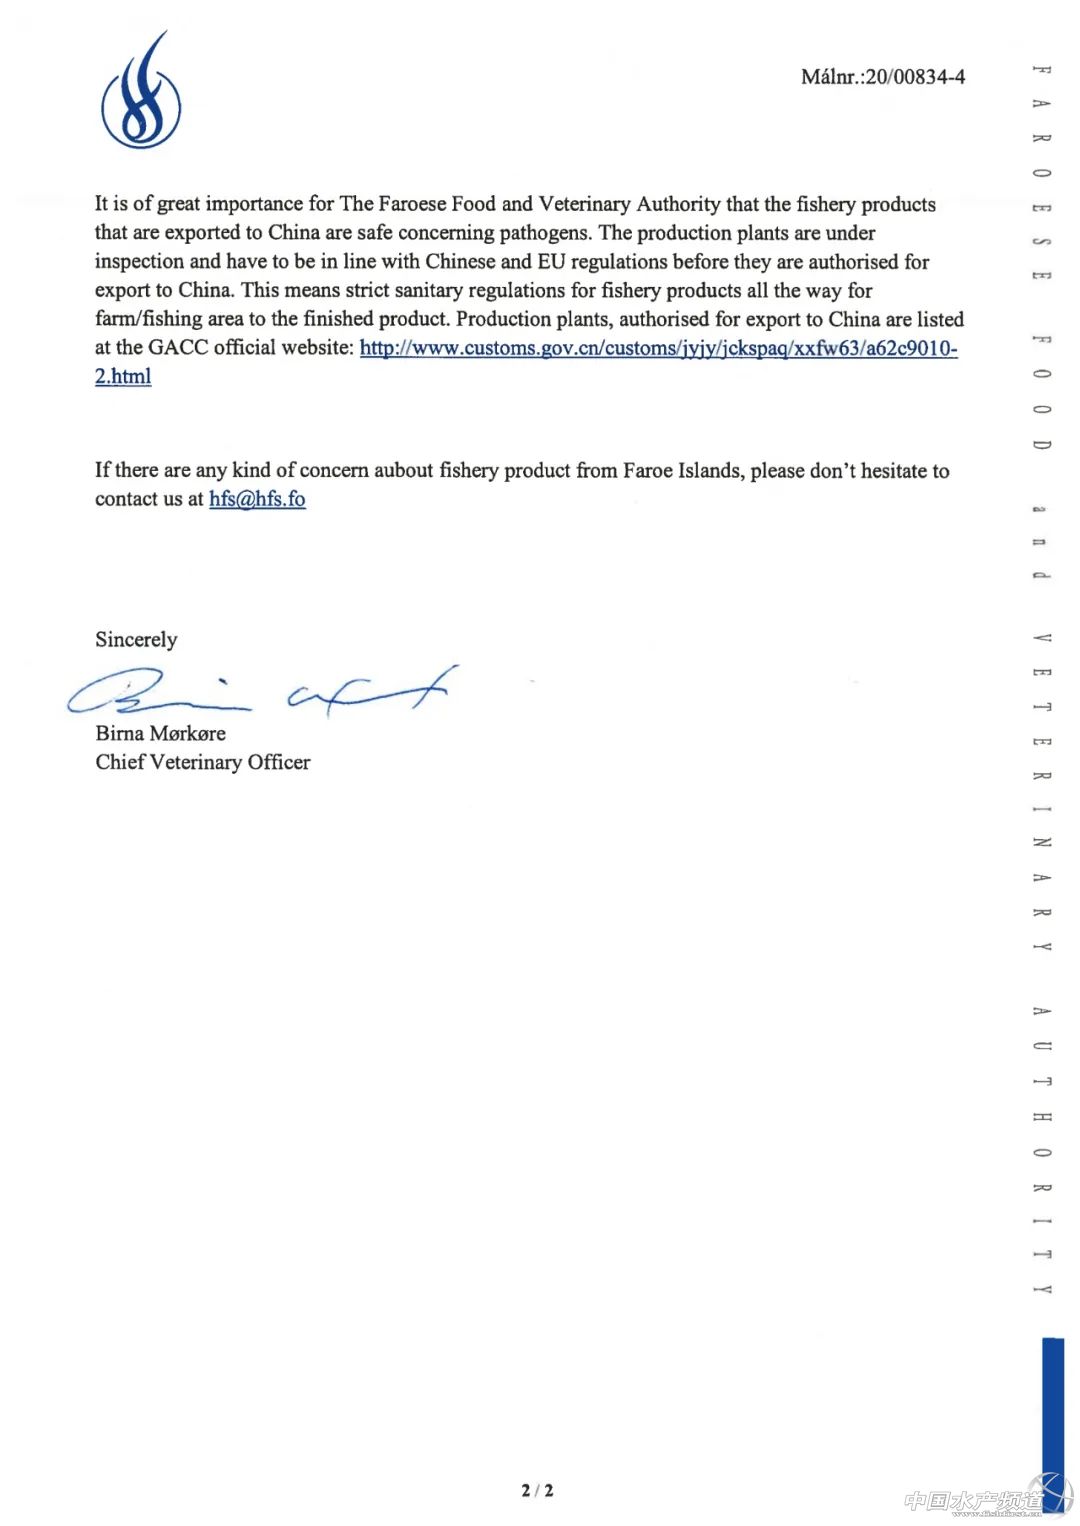 Málnr.:20/00834-4
It is of great importance for The Faroese Food and Veterinary Authority that the fishery products
that are exported to China are safe concerning pathogens. The production plants are under
inspection and have to be in line with Chinese and EU regulations before they are authorised for
export to China. This means strict sanitary regulations for fishery products all the way for
farm/fishing area to the finished product. Production plants, authorised for export to China are listed
at the GACC official website: http://www.customs.gov.cn/customs/jyjy/jckspaq/xxfw63/a62c9010-
2.html
If there are any kind of concern aubout fishery product from Faroe Islands, please don't hesitate to
contact us at hfs@hfs.fo
Sincerely
Birna Mørkøre
Chief Veterinary Officer
2 / 2
FAROESE FOOD and VETERINARY AUTHORITY
中国水产频道
www.fishfirst.cn